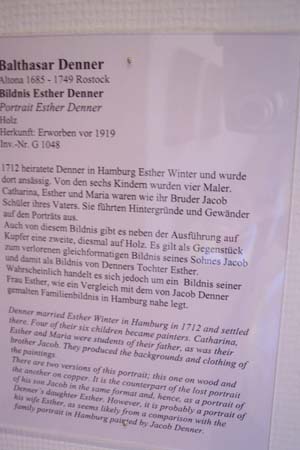 Balthasar Denner
Altona 1685 - 1749 Rostock
Bildnis Esther Denner
Portrait Esther Denner
Holz
Herkunft: Erworben vor 1919
Inv.-Nr. G 1048
1712 heiratete Denner in Hamburg Esther Winter und wurde
dort ansässig. Von den sechs Kindern wurden vier Maler.
Catharina, Esther und Maria waren wie ihr Bruder Jacob
Schüler ihres Vaters. Sie führten Hintergründe und Gewänder
auf den Porträts aus.
Auch von diesem Bildnis gibt es neben der Ausführung auf
Kupfer eine zweite, diesmal auf Holz. Es gilt als Gegenstück
zum verlorenen gleichformatigen Bildnis seines Sohnes Jacob
und damit als Bildnis von Denners Tochter Esther.
Wahrscheinlich handelt es sich jedoch um ein Bildnis seiner
Frau Esther, wie ein Vergleich mit dem von Jacob Denner
gemalten Familienbildnis in Hamburg nahe legt.
Denner married Esther Winter in Hamburg in 1712 and settled
there. Four of their six children became painters. Catharina,
Esther and Maria were students of their father, as was their
brother Jacob. They produced the backgrounds and clothing of
the paintings.
There are two versions of this portrait; this one on wood and
the another on copper. It is the counterpart of the lost portrait
of his son Jacob in the same format and, hence, as a portrait of
Denner's daughter Esther. However, it is probably a portrait of
his wife Esther, as seems likely from a comparison with the
family portrait in Hamburg painted by Jacob Denner.